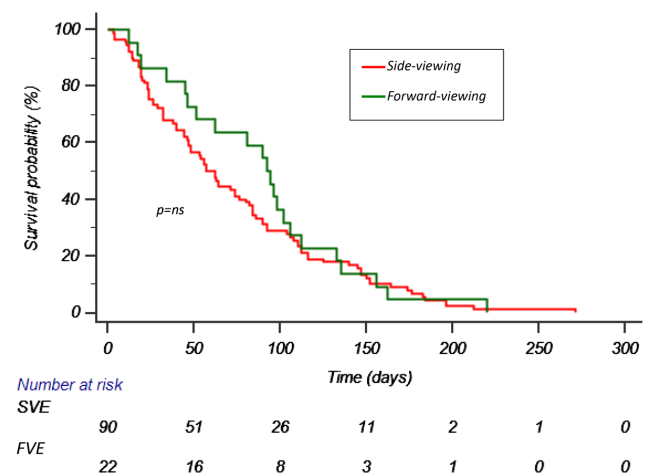 Survival probability (%)
100
80
60
40
20
0
Side-viewing
Forward-viewing
p=ns
0 50 100 150 200 250 300
Time (days)
Number at risk
SVE
90 51 26 11 2 1 0
FVE
22 16 8 3 1 0 0